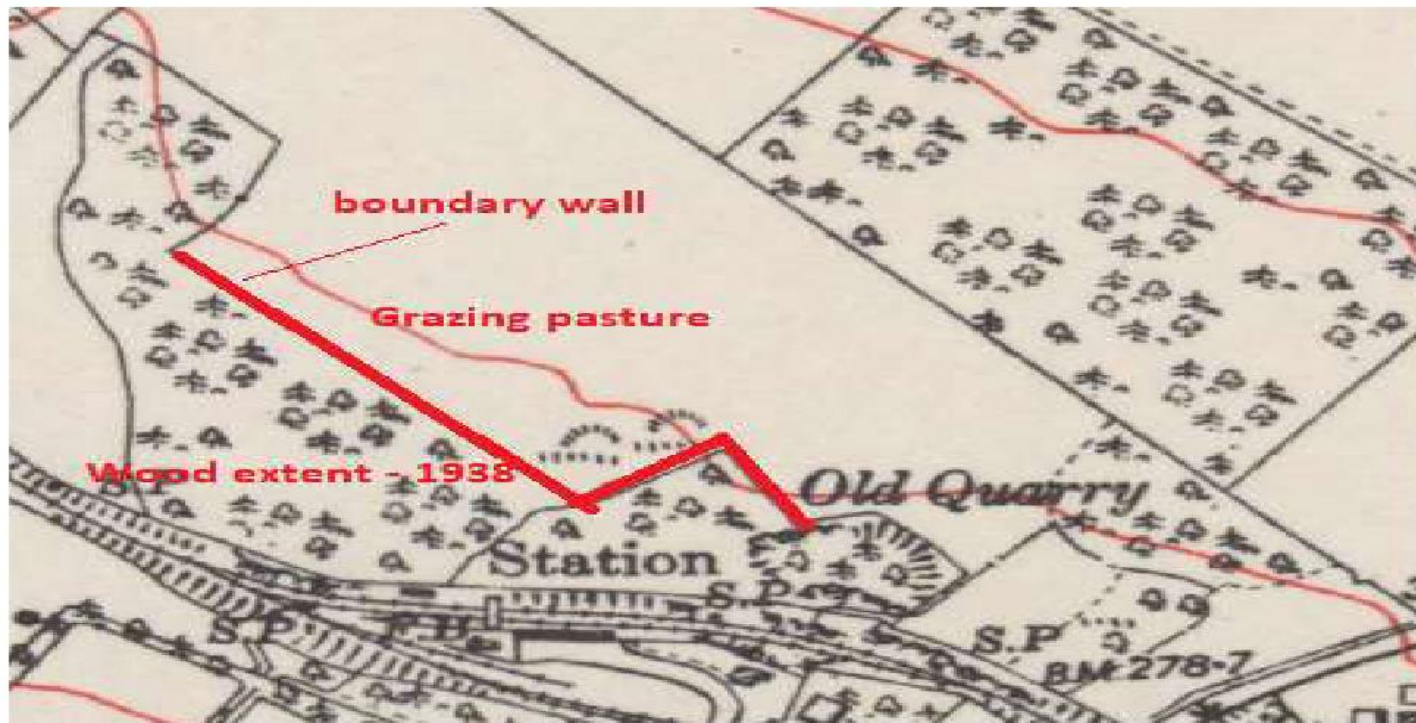 boundary wall
Grazing pasture
Wood extent - 1938
Old Quarry
Station
S.P
S.P
F.B
S.P
B.M. 278·7